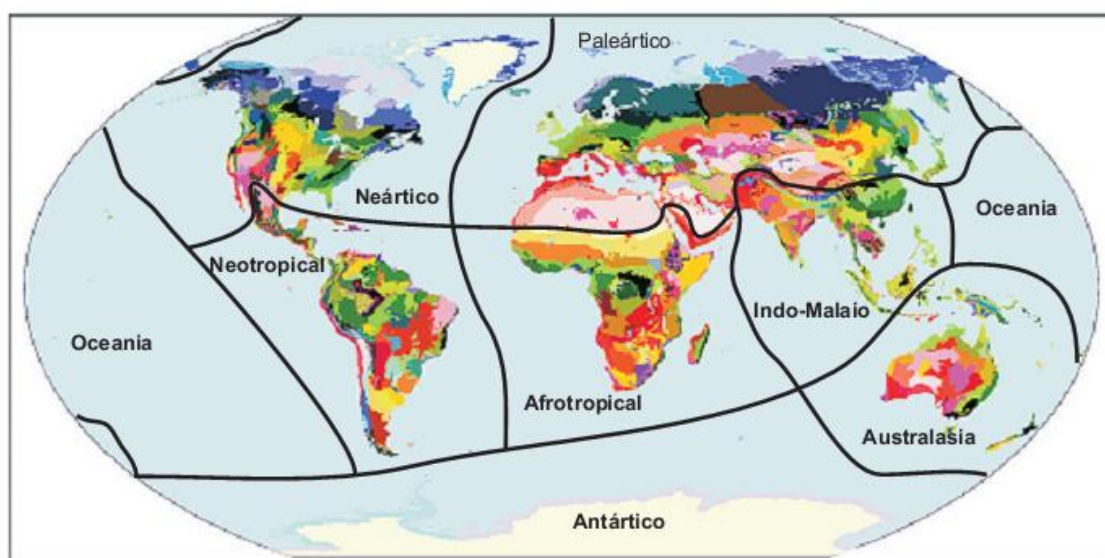 Paleártico
Neártico
Oceania
Neotropical
Indo-Malaio
Oceania
Afrotropical
Australasia
Antártico